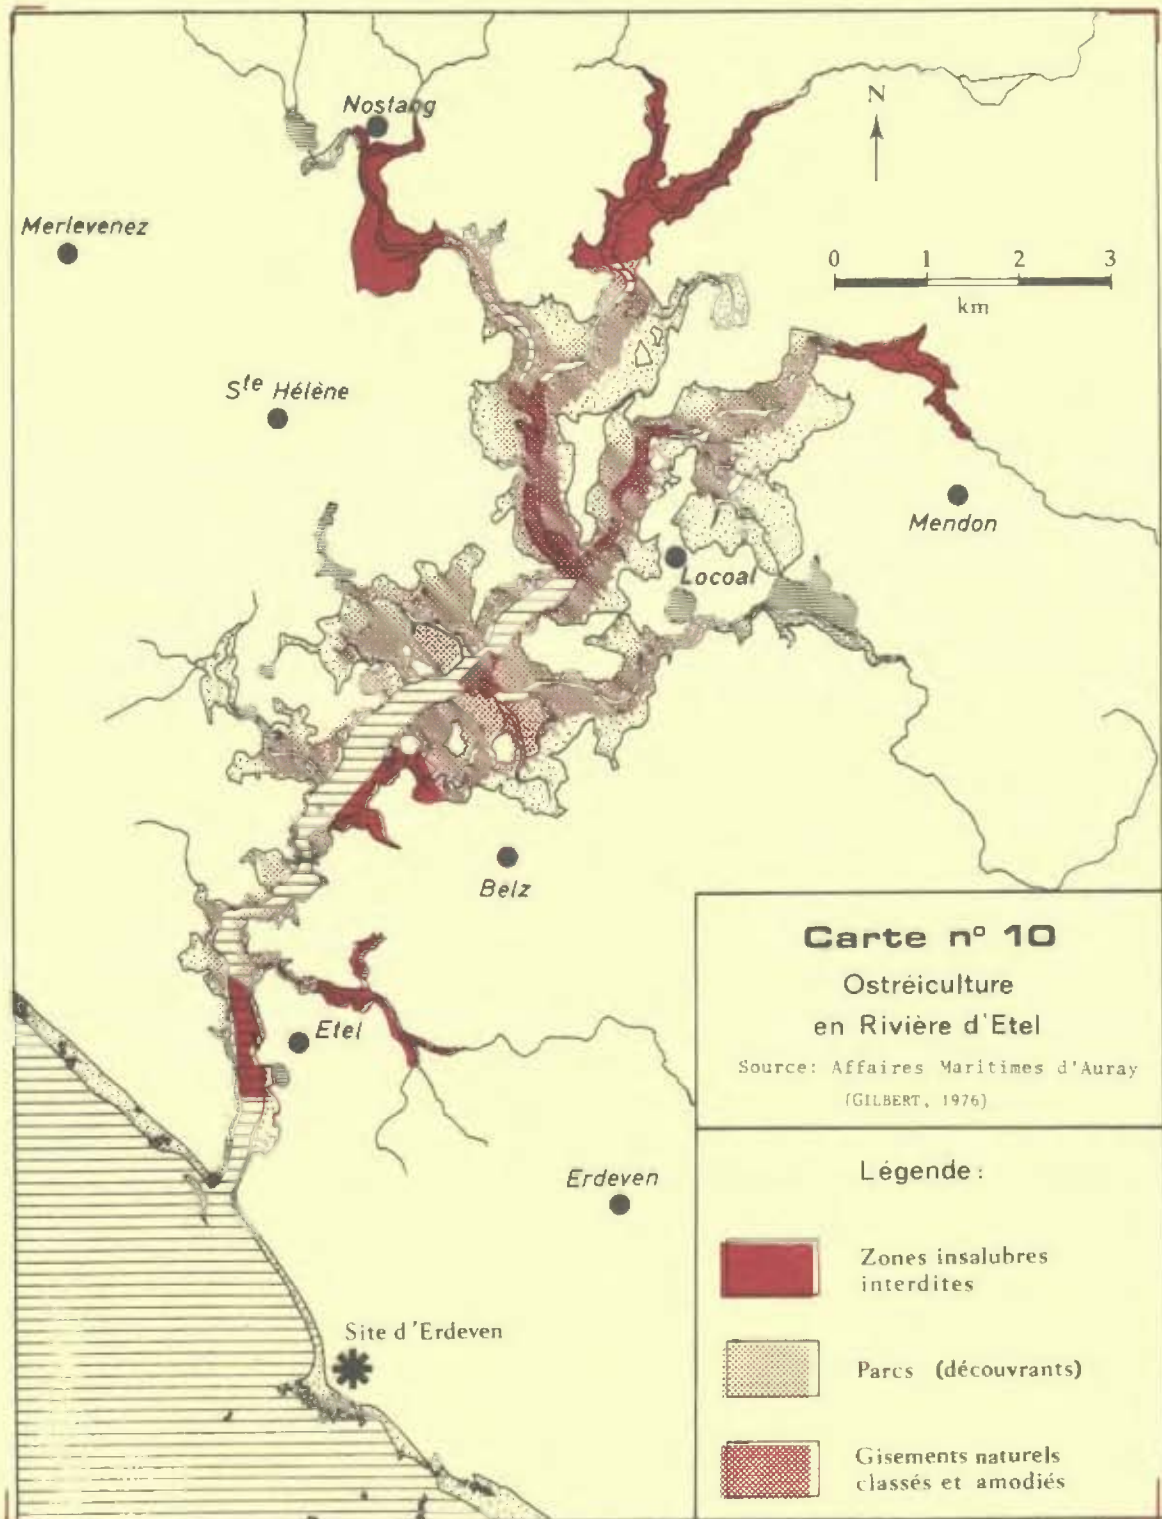 Nostang
N
Merlevenez
0 1 2 3
km
Ste Hélène
Mendon
Locoal
Belz
Carte n° 10
Ostréiculture
en Rivière d'Etel
Source: Affaires Maritimes d'Auray
(GILBERT, 1976)
Etel
Erdeven
Légende :
Zones insalubres
interdites
Site d'Erdeven
Parcs (découvrants)
Gisements naturels
classés et amodiés